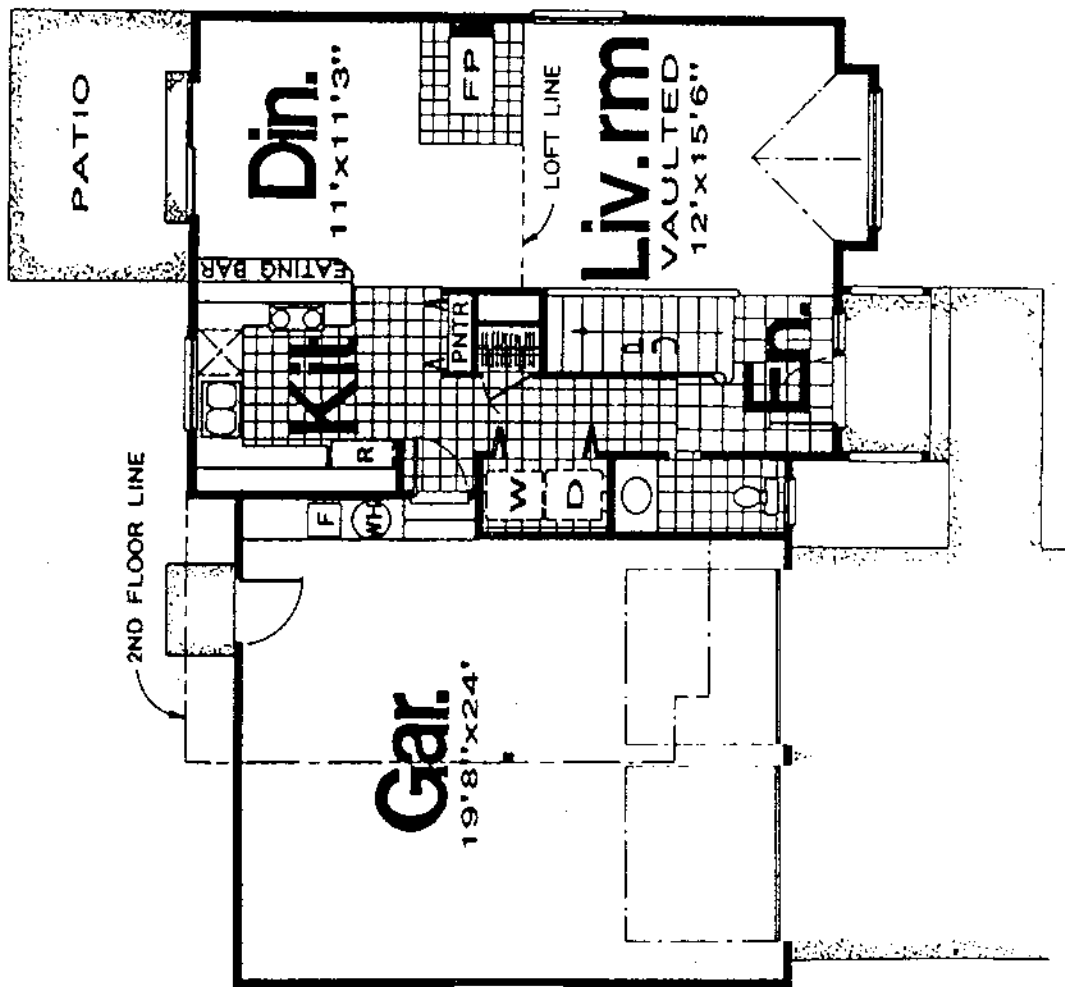 PATIO
Din.
11'x11'3"
FP
LOFT LINE
Liv.rm
VAULTED
12'x15'6"
EATING BAR
Kit.
PNTR
En.
R
W
D
F
WH
2ND FLOOR LINE
Gar.
19'8"x24'